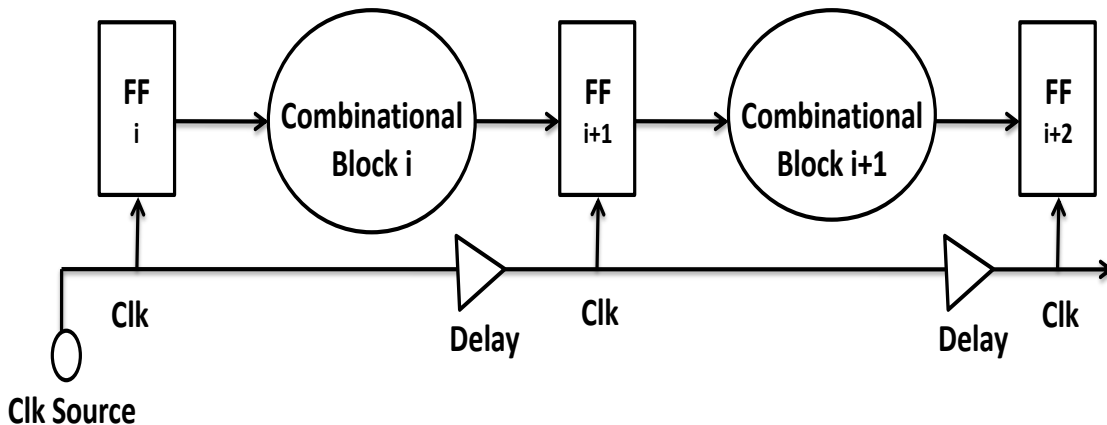 FF
i
Combinational
Block i
FF
i+1
Combinational
Block i+1
FF
i+2
Clk
Delay
Clk
Delay
Clk
Clk Source